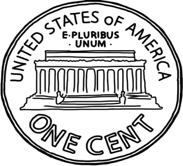 UNITED STATES OF AMERICA
E·PLURIBUS
·UNUM·
ONE CENT